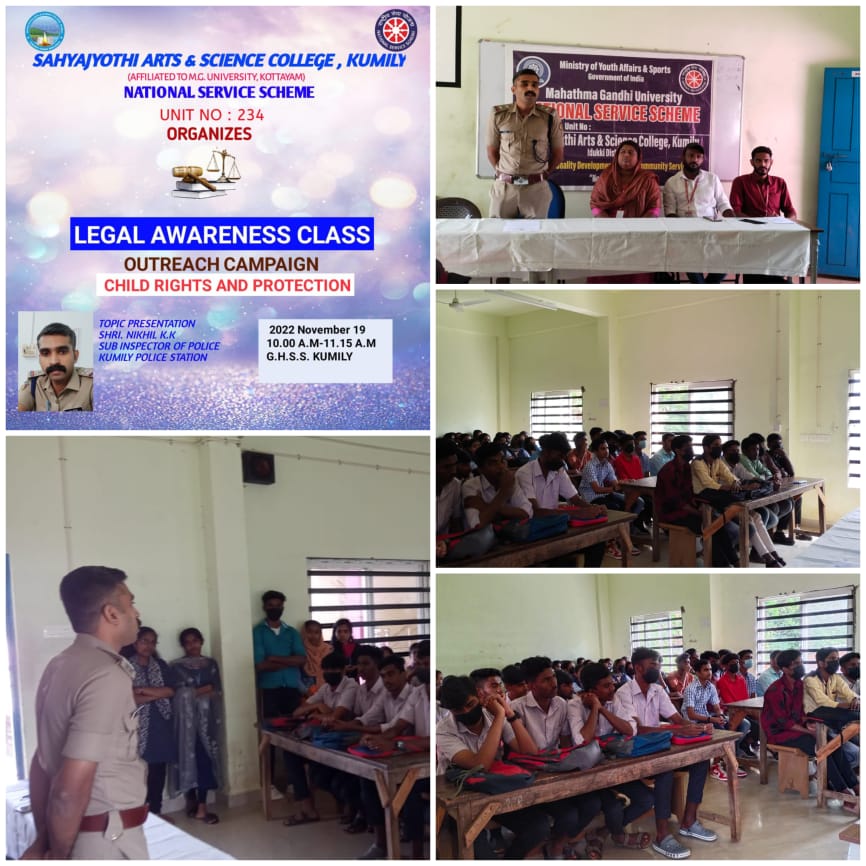 SAHYAJYOTHI ARTS & SCIENCE COLLEGE , KUMILY
(AFFILIATED TO M.G. UNIVERSITY, KOTTAYAM)
NATIONAL SERVICE SCHEME
UNIT NO : 234
ORGANIZES
LEGAL AWARENESS CLASS
OUTREACH CAMPAIGN
CHILD RIGHTS AND PROTECTION
TOPIC PRESENTATION
SHRI. NIKHIL K.K
SUB INSPECTOR OF POLICE
KUMILY POLICE STATION
2022 November 19
10.00 A.M-11.15 A.M
G.H.S.S. KUMILY
Ministry of Youth Affairs & Sports
Government of India
Mahathma Gandhi University
NATIONAL SERVICE SCHEME
Unit No :
Arts & Science College, Kumily
Idukki
Development